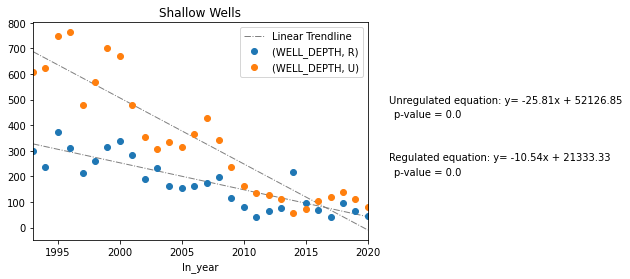 Shallow Wells
800
700
600
500
400
300
200
100
0
Linear Trendline
(WELL_DEPTH, R)
(WELL_DEPTH, U)
1995
2000
2005
2010
2015
2020
In_year
Unregulated equation: y= -25.81x + 52126.85
p-value = 0.0
Regulated equation: y= -10.54x + 21333.33
p-value = 0.0